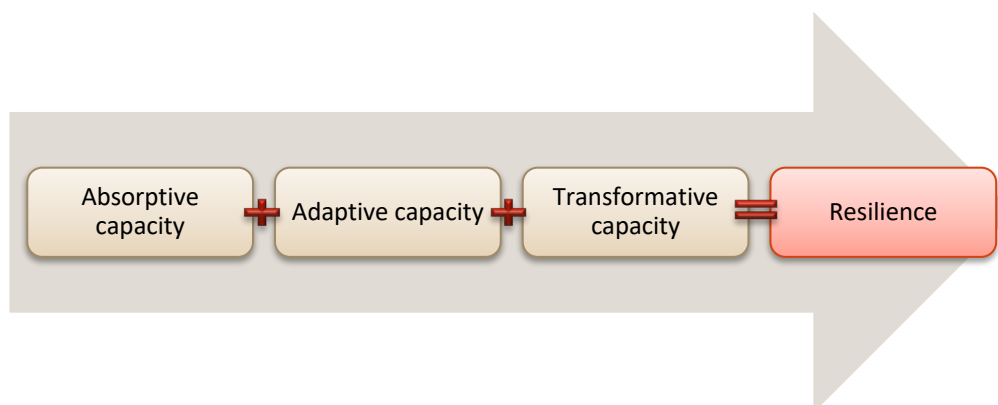 Absorptive
capacity
Adaptive capacity
Transformative
capacity
Resilience